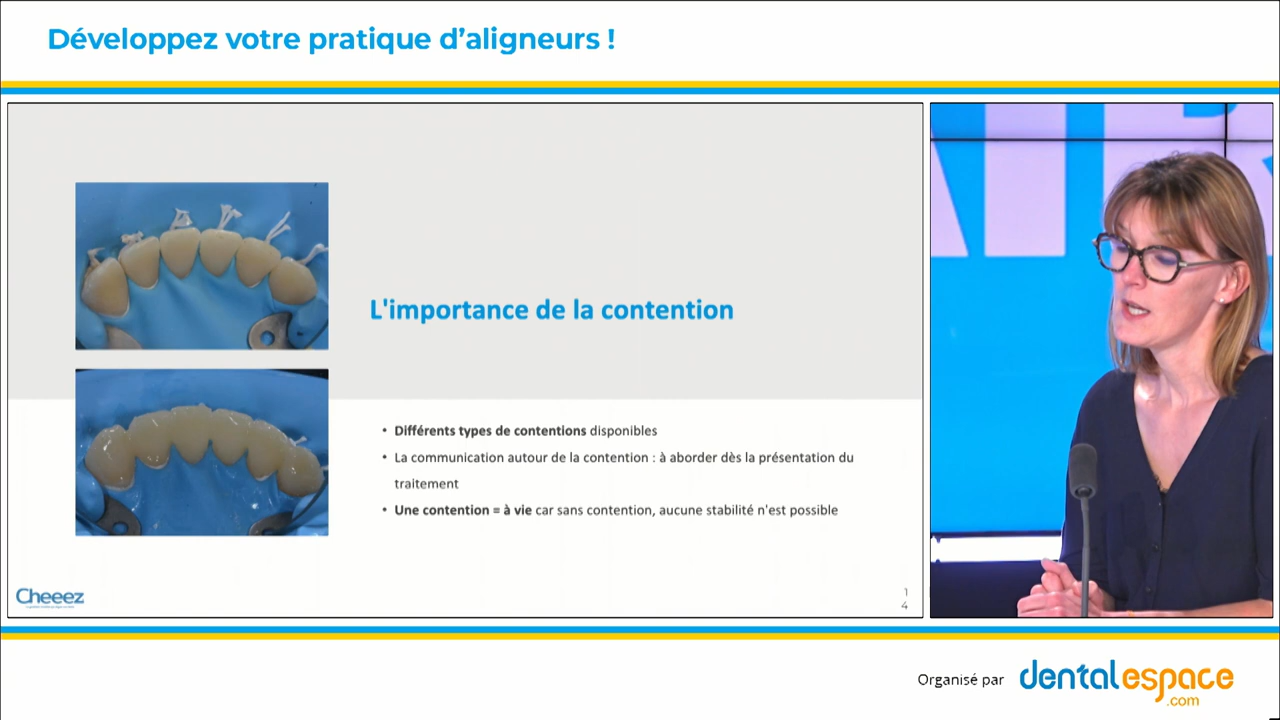 Développez votre pratique d’aligneurs !
L'importance de la contention
• Différents types de contentions disponibles
• La communication autour de la contention : à aborder dès la présentation du
traitement
• Une contention = à vie car sans contention, aucune stabilité n'est possible
Cheeez
1
4
Organisé par
dentalespace
.com